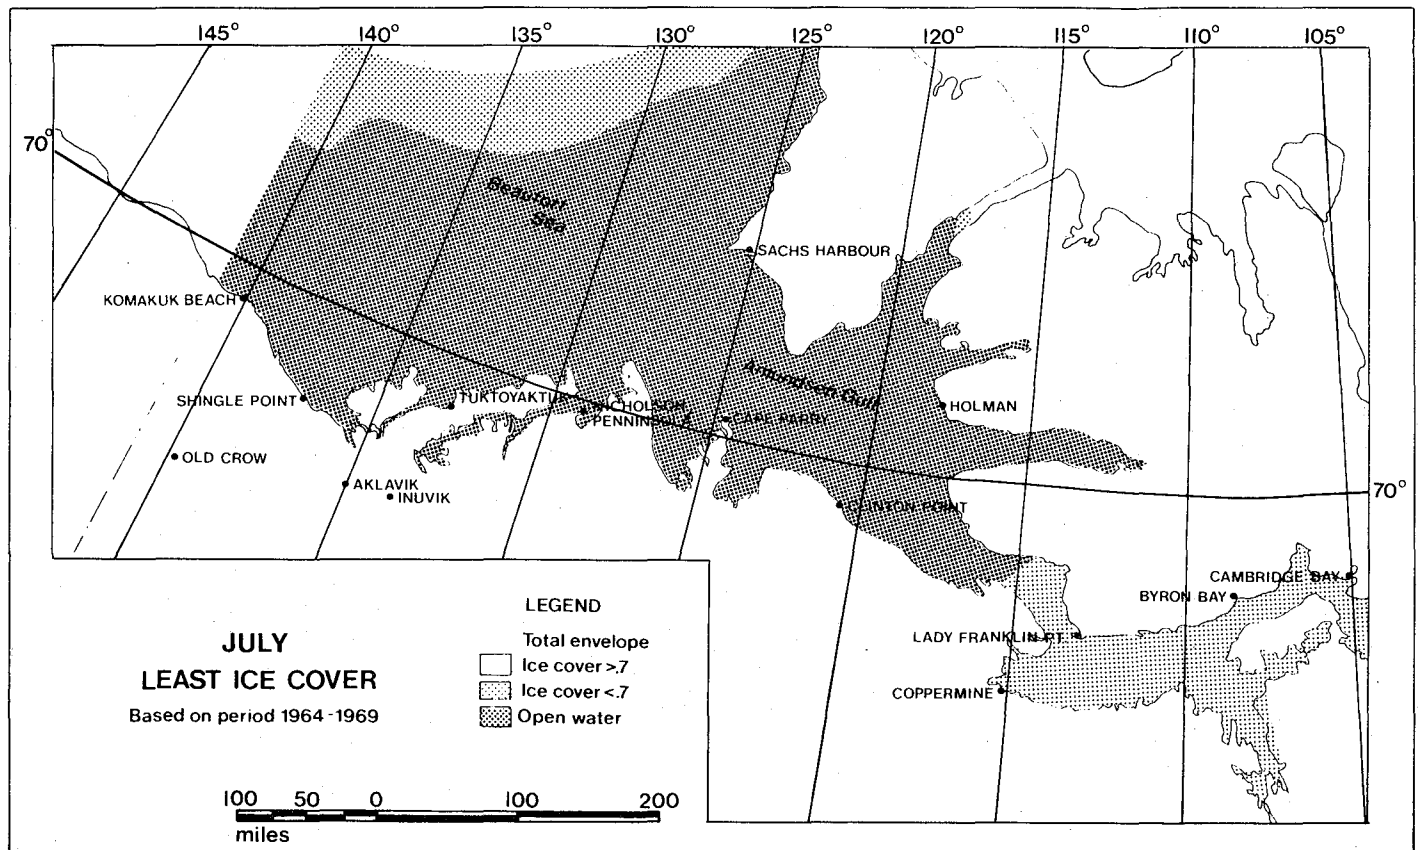 145° 140° 135° 130° 125° 120° 115° 110° 105°
70°
Beaufort
Sea
SACHS HARBOUR
KOMAKUK BEACH
Amundsen Gulf
SHINGLE POINT
TUKTOYAKTUK
NICHOLSON
PENNINSULA
CAPE PARRY
HOLMAN
OLD CROW
AKLAVIK
INUVIK
CLINTON POINT
70°
CAMBRIDGE BAY
BYRON BAY
LADY FRANKLIN PT.
COPPERMINE
JULY
LEAST ICE COVER
Based on period 1964-1969
LEGEND
Total envelope
Ice cover >.7
Ice cover <.7
Open water
100 50 0 100 200
miles